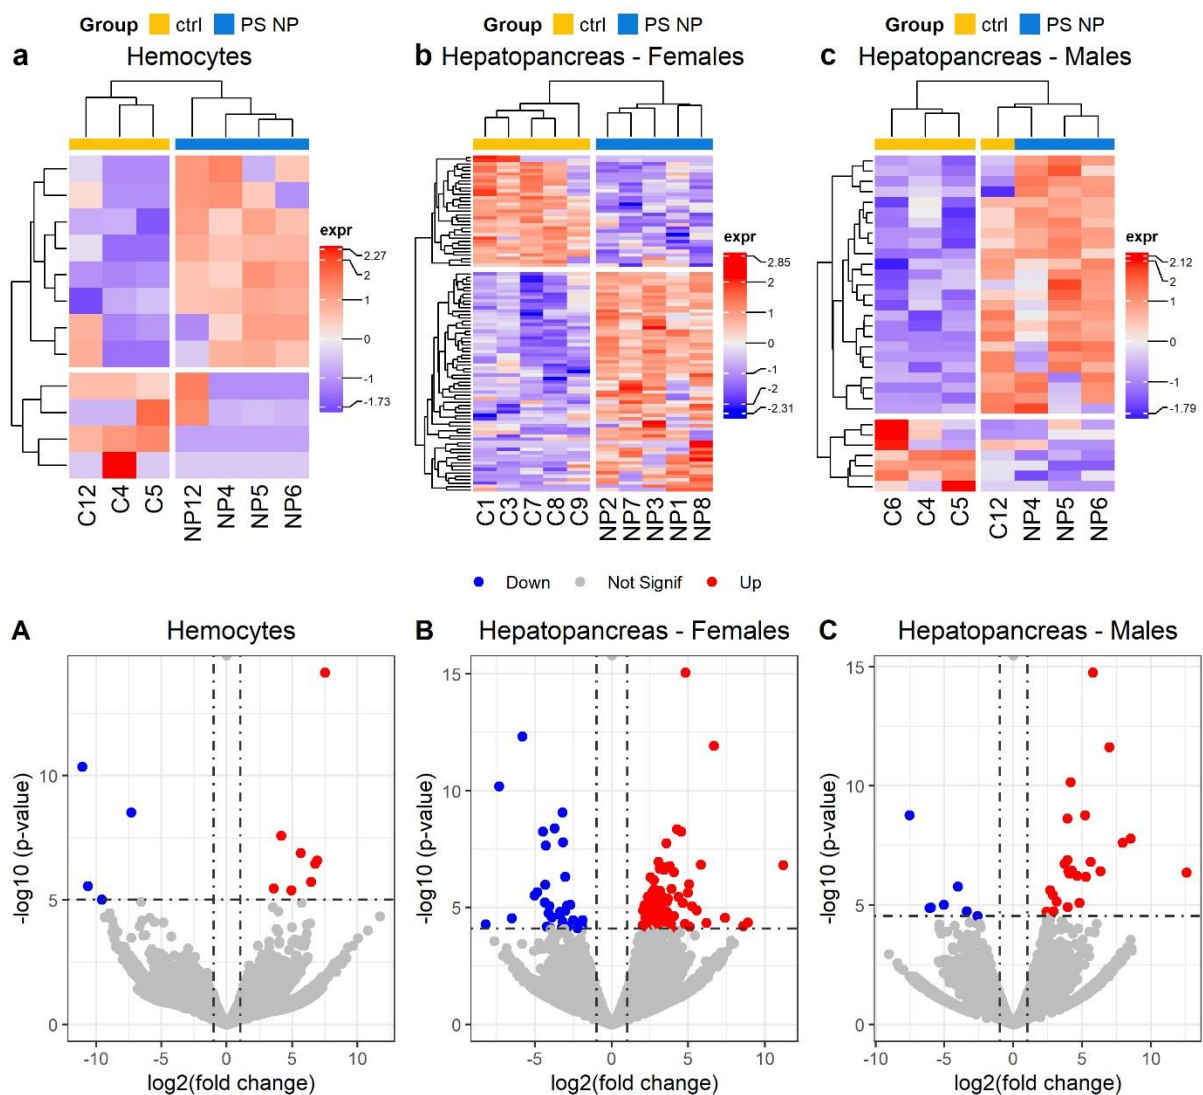 Group ctrl PS NP
a Hemocytes
expr
2.27
2
1
0
-1
-1.73
C12 C4 C5 NP12 NP4 NP5 NP6
Group ctrl PS NP
b Hepatopancreas - Females
expr
2.85
2
1
0
-1
-2
-2.31
C1 C3 C7 C8 C9 NP2 NP7 NP3 NP1 NP8
Group ctrl PS NP
c Hepatopancreas - Males
expr
2.12
1
0
-1
-1.79
C6 C4 C5 C12 NP4 NP5 NP6
Down Not Signif Up
A Hemocytes
-log10 (p-value)
10
5
0
-10 -5 0 5 10
log2(fold change)
B Hepatopancreas - Females
-log10 (p-value)
15
10
5
0
-5 0 5 10
log2(fold change)
C Hepatopancreas - Males
-log10 (p-value)
15
10
5
0
-10 -5 0 5 10
log2(fold change)